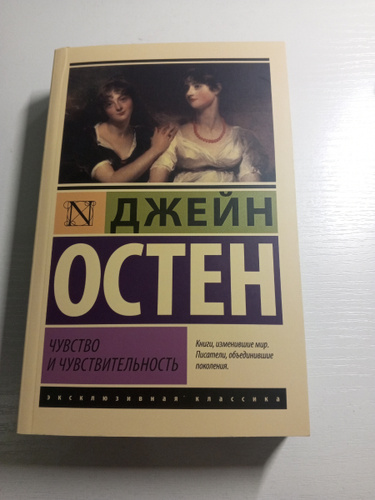 N
ДЖЕЙН
ОСТЕН
ЧУВСТВО
И ЧУВСТВИТЕЛЬНОСТЬ
Книги, изменившие мир.
Писатели, объединившие
поколения.
эксклюзивная классика